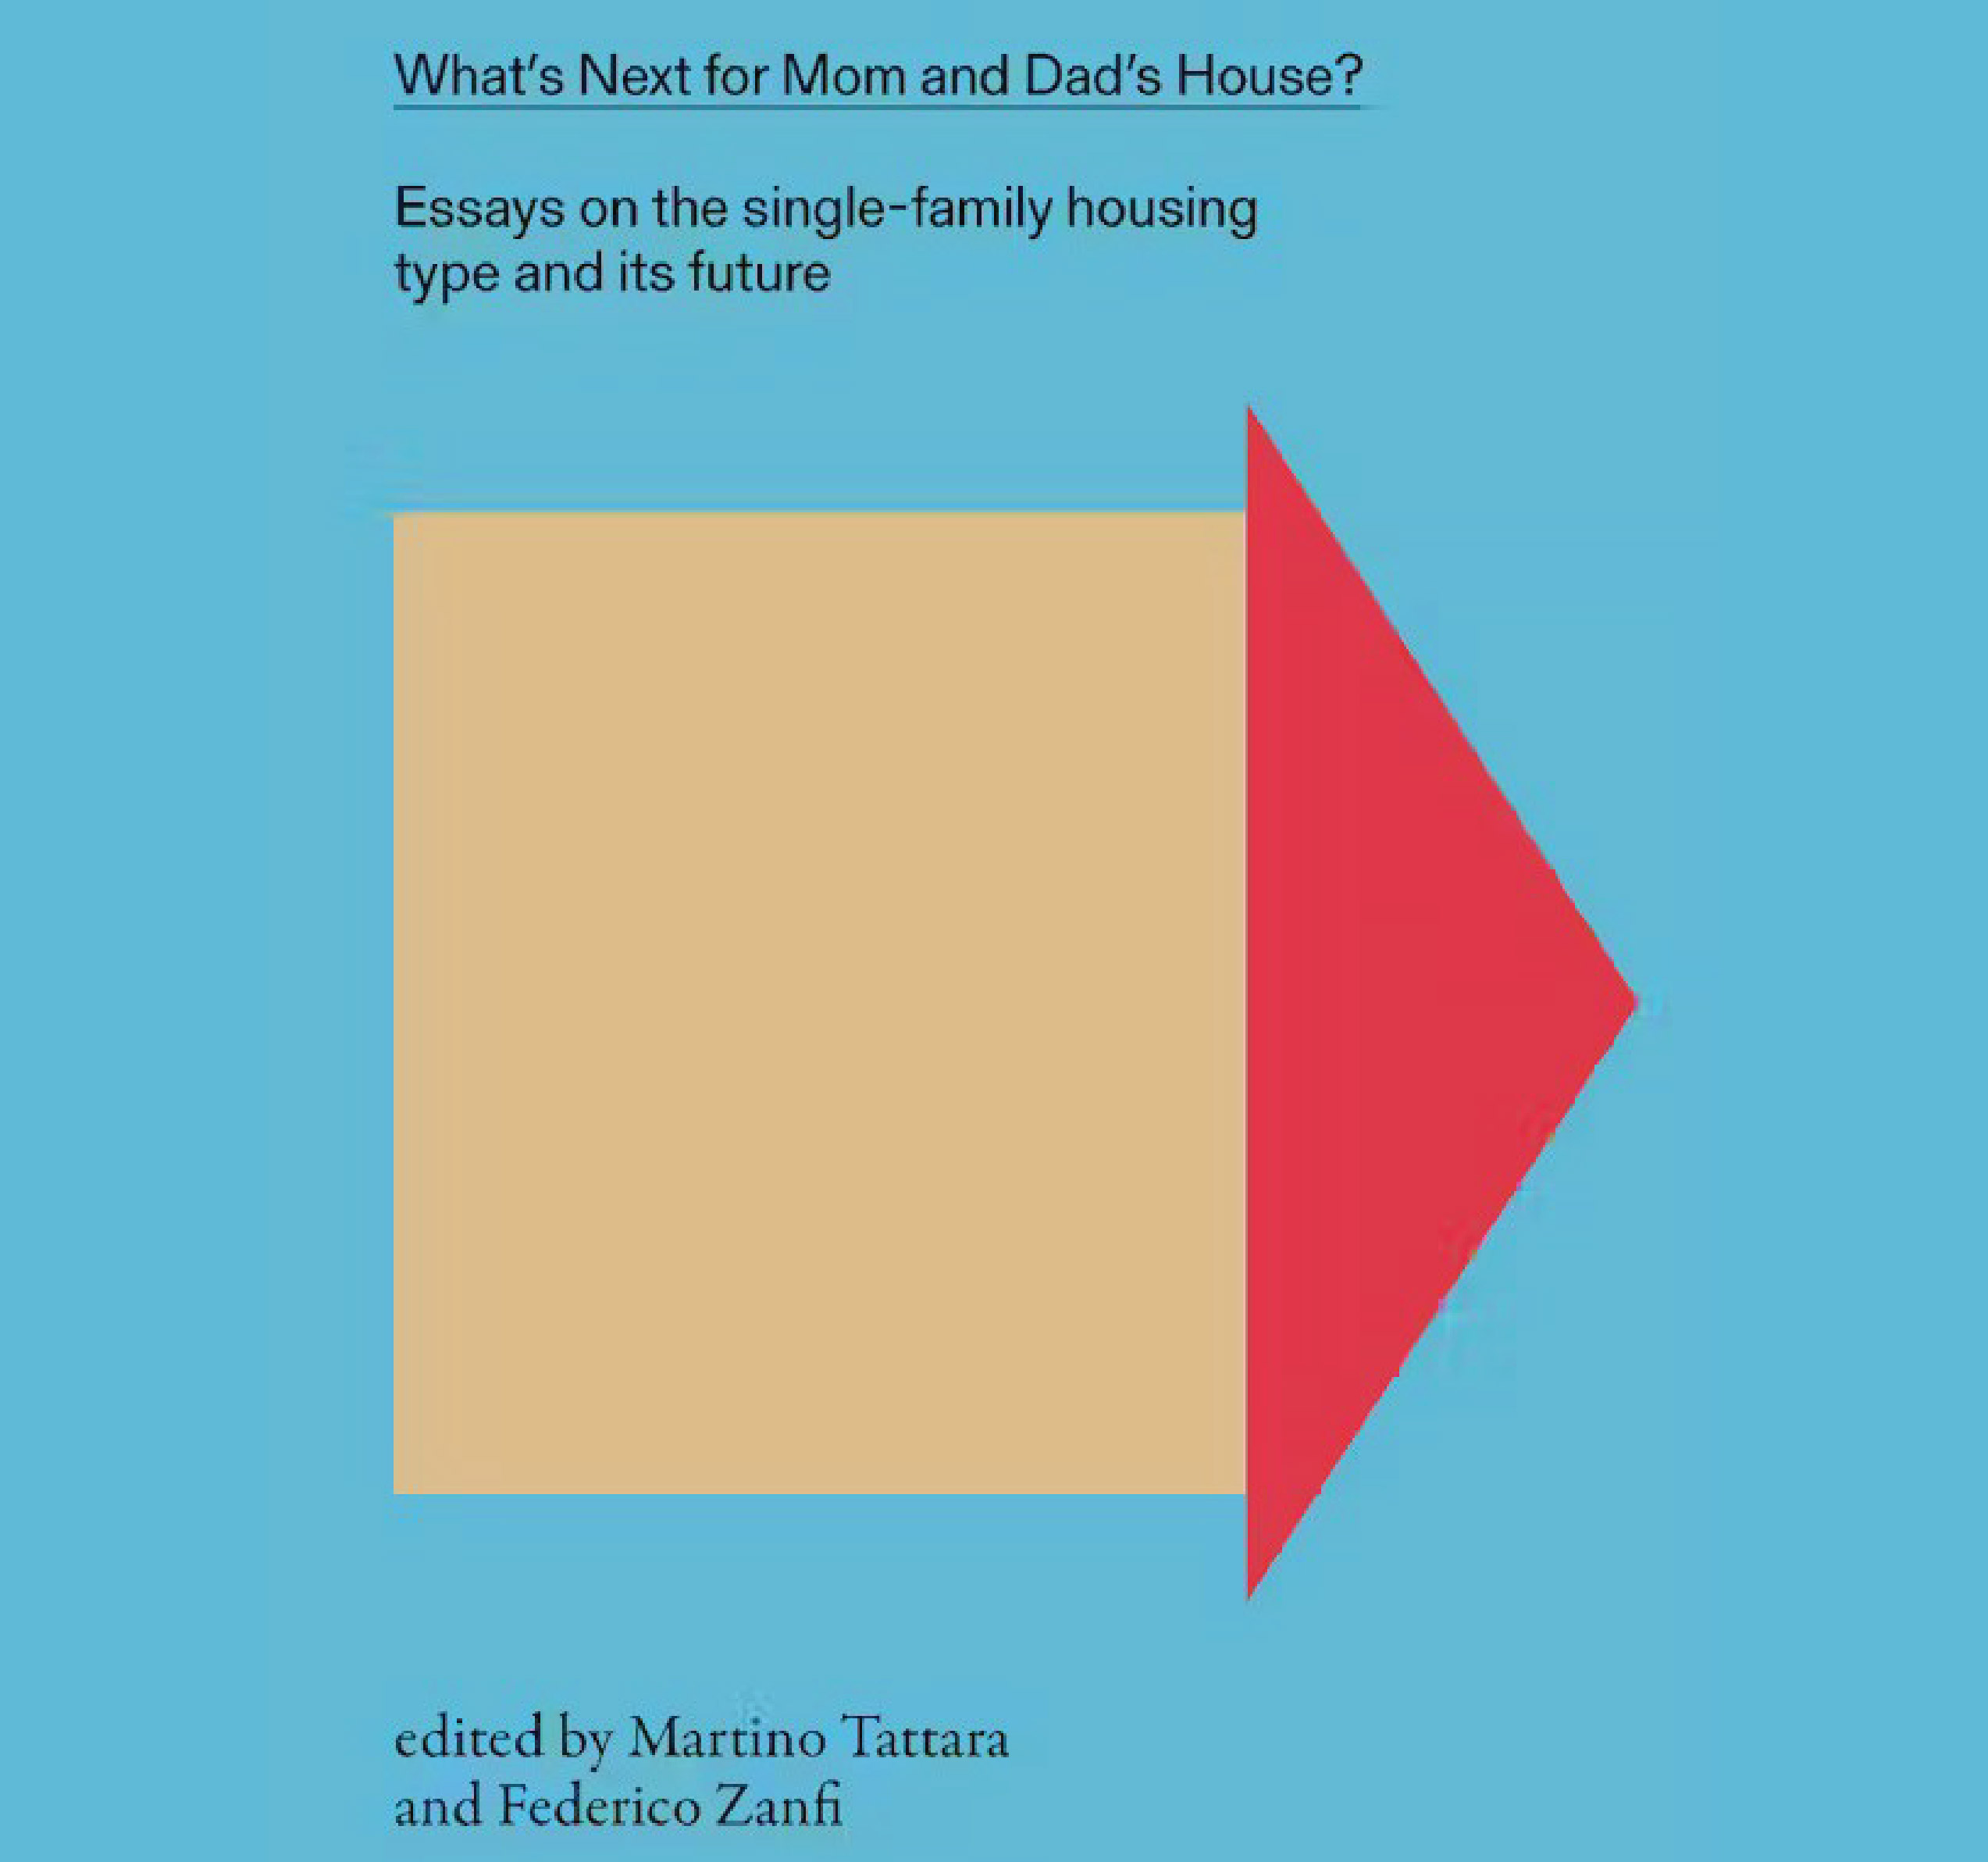 What’s Next for Mom and Dad’s House?
Essays on the single-family housing
type and its future
edited by Martino Tattara
and Federico Zanfi